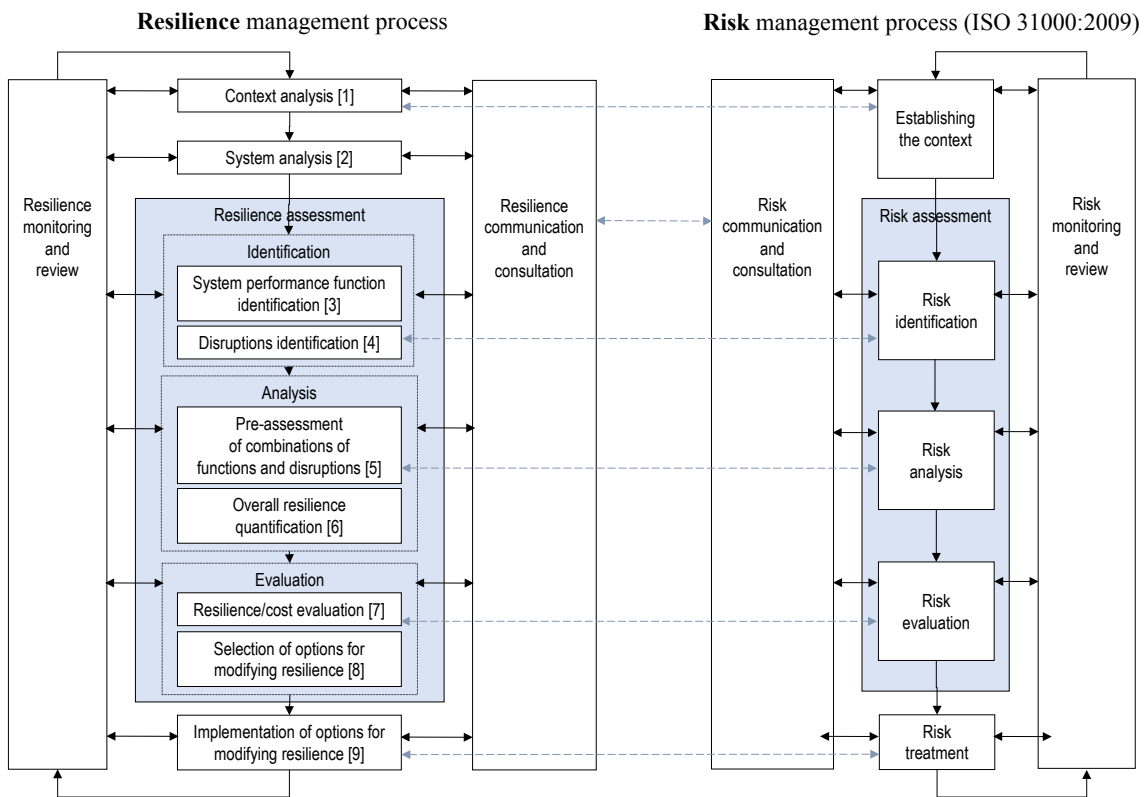 Resilience management process
Risk management process (ISO 31000:2009)
Resilience
monitoring
and
review
Context analysis [1]
System analysis [2]
Resilience assessment
Identification
System performance function
identification [3]
Disruptions identification [4]
Analysis
Pre-assessment
of combinations of
functions and disruptions [5]
Overall resilience
quantification [6]
Evaluation
Resilience/cost evaluation [7]
Selection of options for
modifying resilience [8]
Implementation of options for
modifying resilience [9]
Resilience
communication
and
consultation
Risk
communication
and
consultation
Establishing
the context
Risk assessment
Risk
identification
Risk
analysis
Risk
evaluation
Risk
treatment
Risk
monitoring
and
review